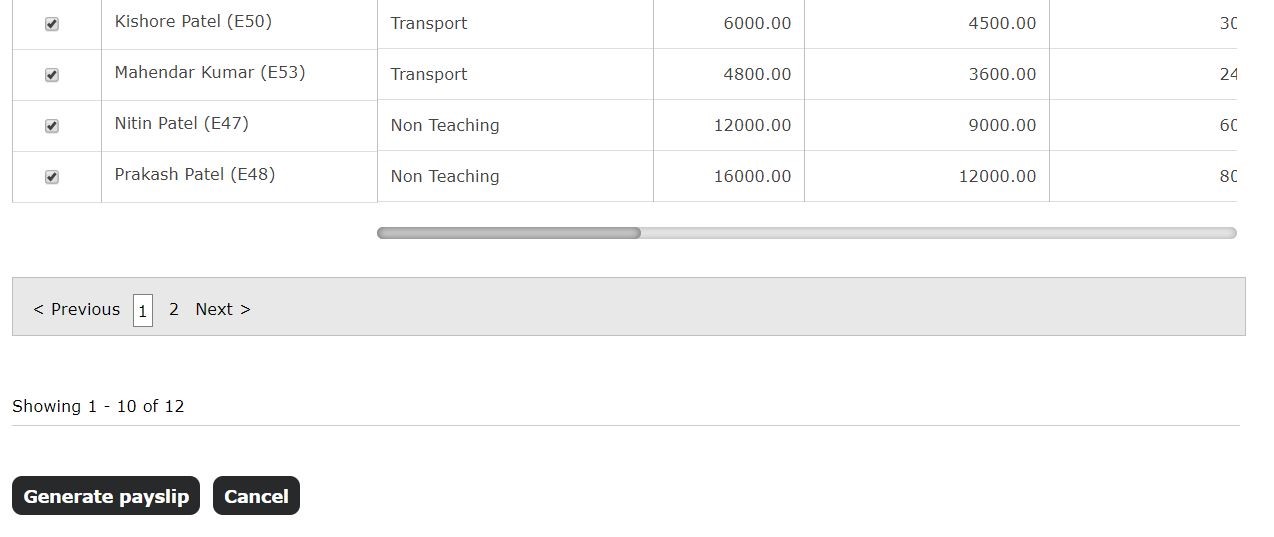 Kishore Patel (E50) Transport 6000.00 4500.00 30
Mahendar Kumar (E53) Transport 4800.00 3600.00 24
Nitin Patel (E47) Non Teaching 12000.00 9000.00 60
Prakash Patel (E48) Non Teaching 16000.00 12000.00 80
< Previous 1 2 Next >
Showing 1 - 10 of 12
Generate payslip Cancel